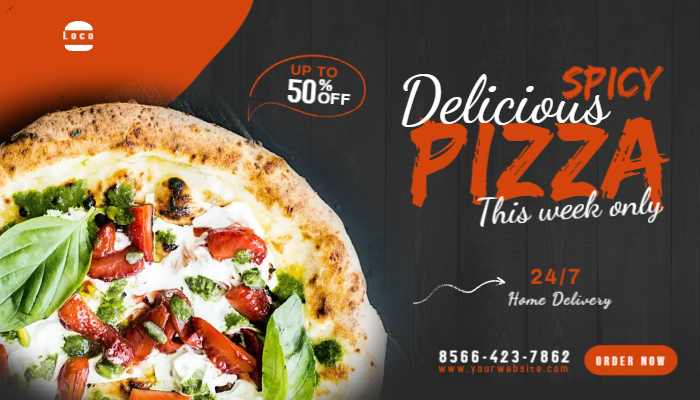 Loco
UP TO
50% OFF
SPICY
Delicious
PIZZA
This week only
24/7
Home Delivery
8566-423-7862
www.yourwebsite.com
ORDER NOW